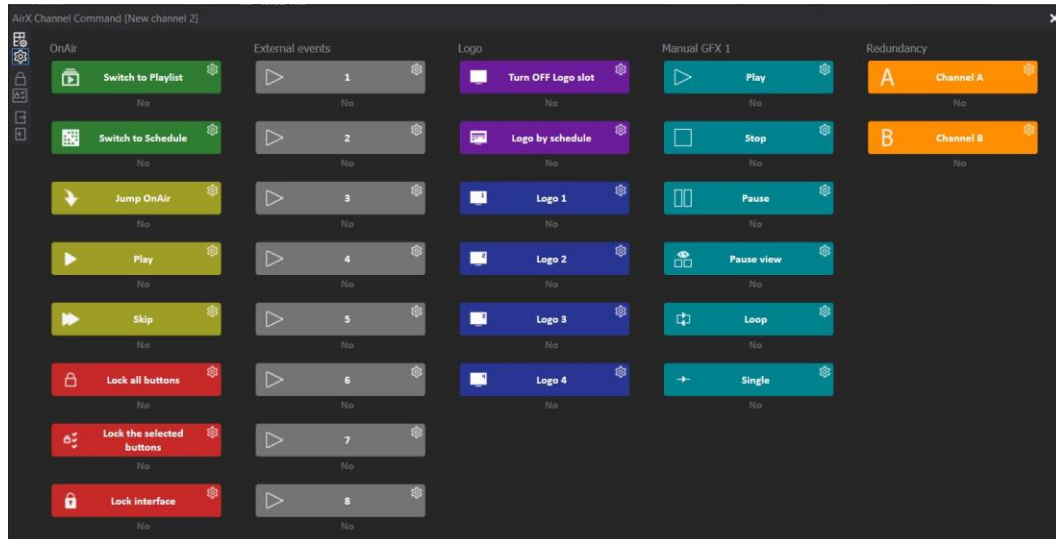 AirX Channel Command [New channel 2]
OnAir
Switch to Playlist
No
Switch to Schedule
No
Jump OnAir
No
Play
No
Skip
No
Lock all buttons
No
Lock the selected
buttons
No
Lock interface
No
External events
1
No
2
No
3
No
4
No
5
No
6
No
7
No
8
No
Logo
Turn OFF Logo slot
No
Logo by schedule
No
1
Logo 1
No
2
Logo 2
No
3
Logo 3
No
4
Logo 4
No
Manual GFX 1
Play
No
Stop
No
Pause
No
Pause view
No
Loop
No
Single
No
Redundancy
A
Channel A
No
B
Channel B
No